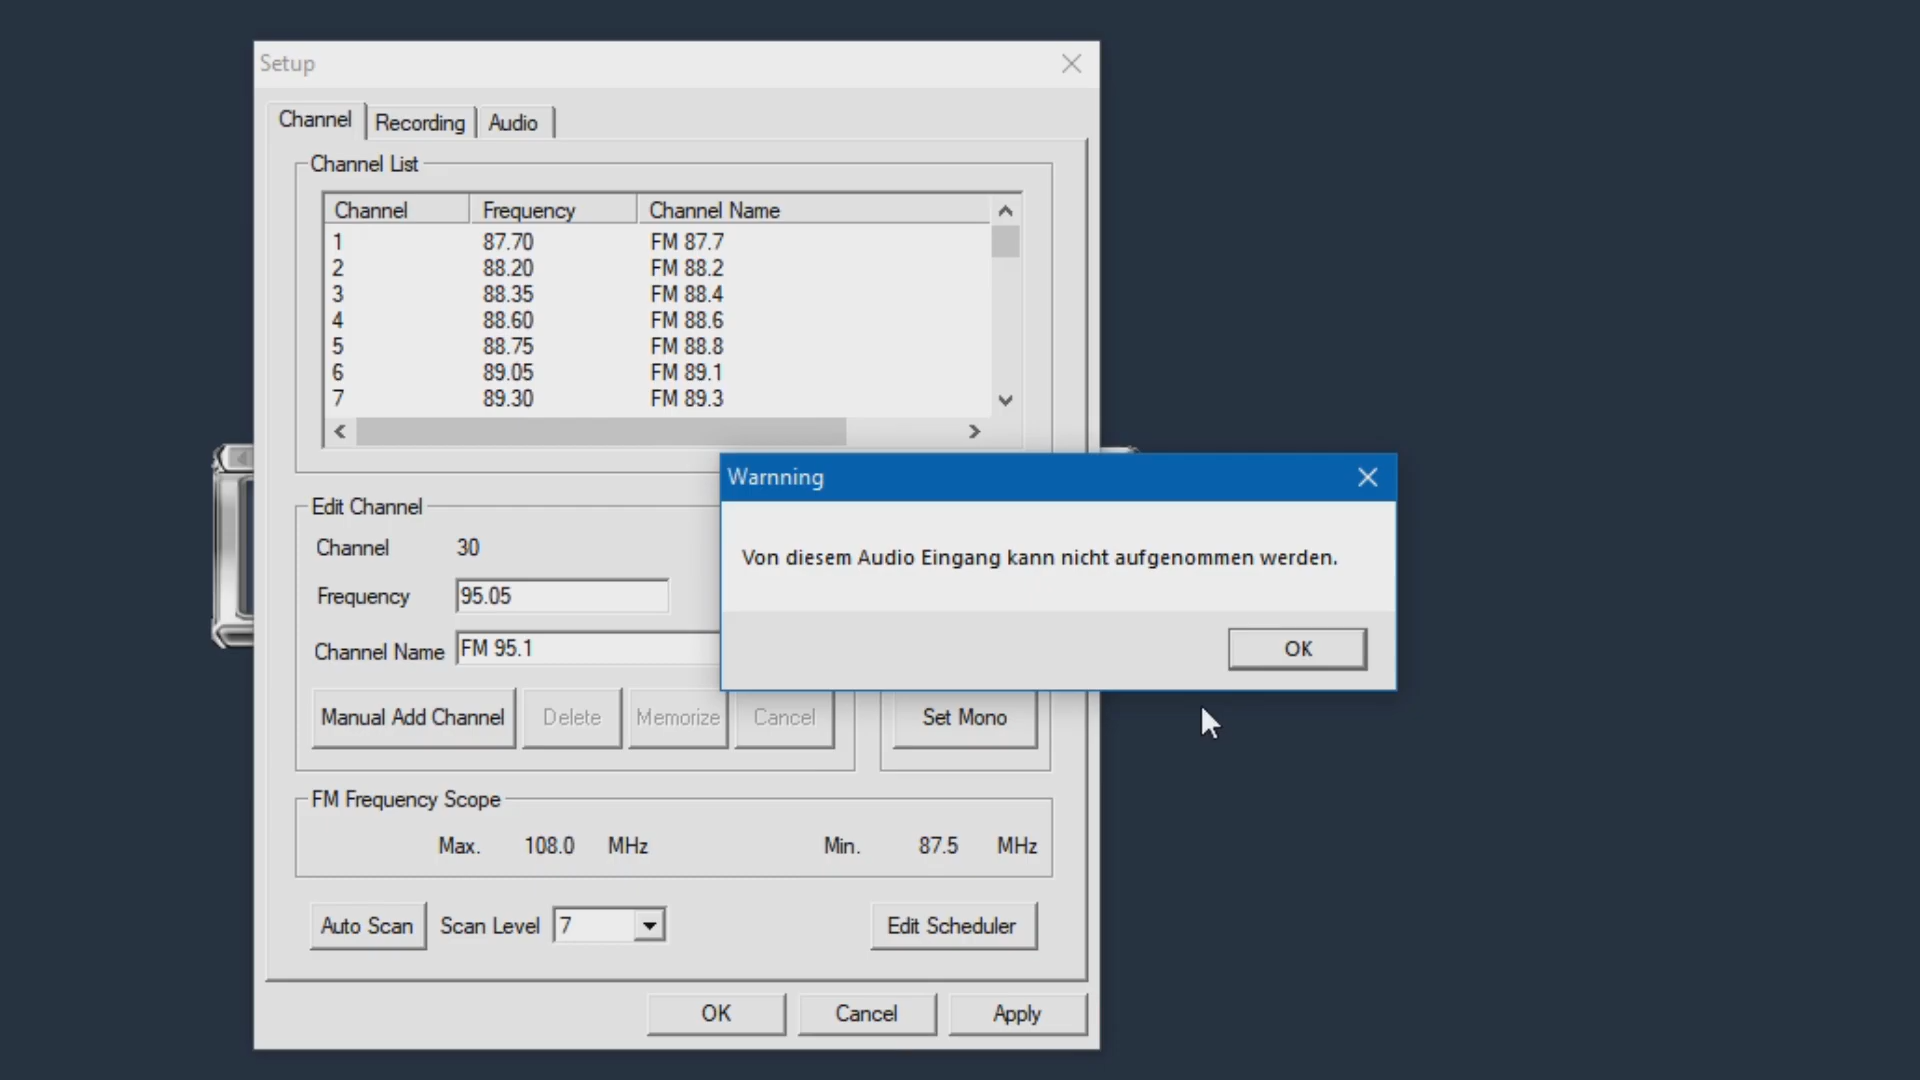 Setup
Channel Recording Audio
Channel List
Channel Frequency Channel Name
1 87.70 FM 87.7
2 88.20 FM 88.2
3 88.35 FM 88.4
4 88.60 FM 88.6
5 88.75 FM 88.8
6 89.05 FM 89.1
7 89.30 FM 89.3
Warnning
Von diesem Audio Eingang kann nicht aufgenommen werden.
OK
Edit Channel
Channel 30
Frequency 95.05
Channel Name FM 95.1
Manual Add Channel Delete Memorize Cancel Set Mono
FM Frequency Scope
Max. 108.0 MHz Min. 87.5 MHz
Auto Scan Scan Level 7 Edit Scheduler
OK Cancel Apply